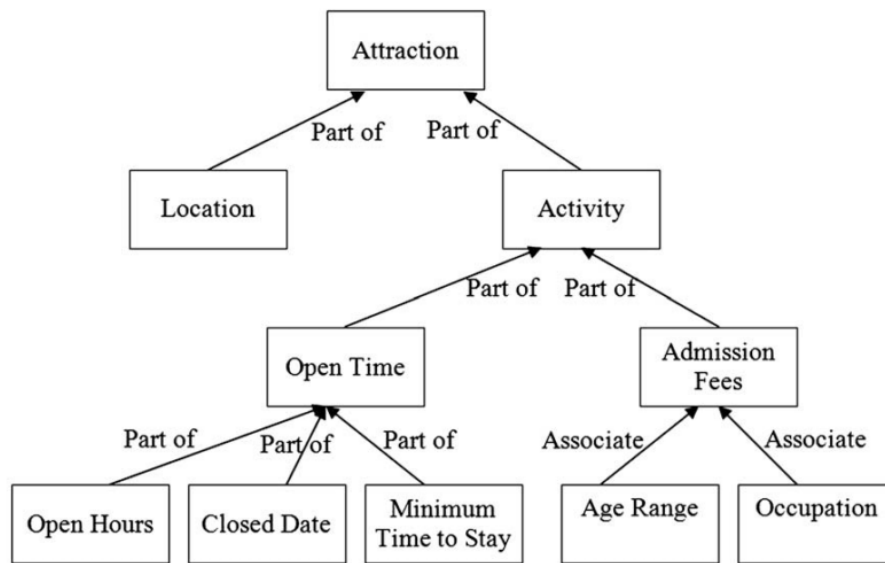 Attraction
Part of
Part of
Location
Activity
Part of
Part of
Open Time
Admission
Fees
Part of
Part of
Part of
Associate
Associate
Open Hours
Closed Date
Minimum
Time to Stay
Age Range
Occupation